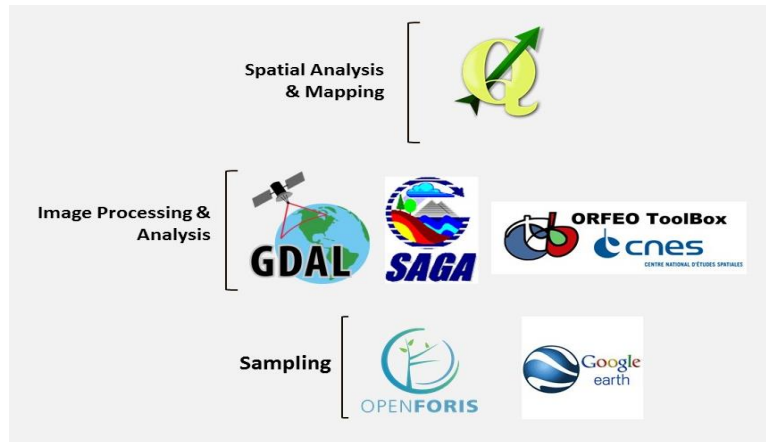 Spatial Analysis
& Mapping
Q
Image Processing &
Analysis
GDAL
SAGA
ORFEO ToolBox
cnes
CENTRE NATIONAL D'ÉTUDES SPATIALES
Sampling
OPENFORIS
Google
earth